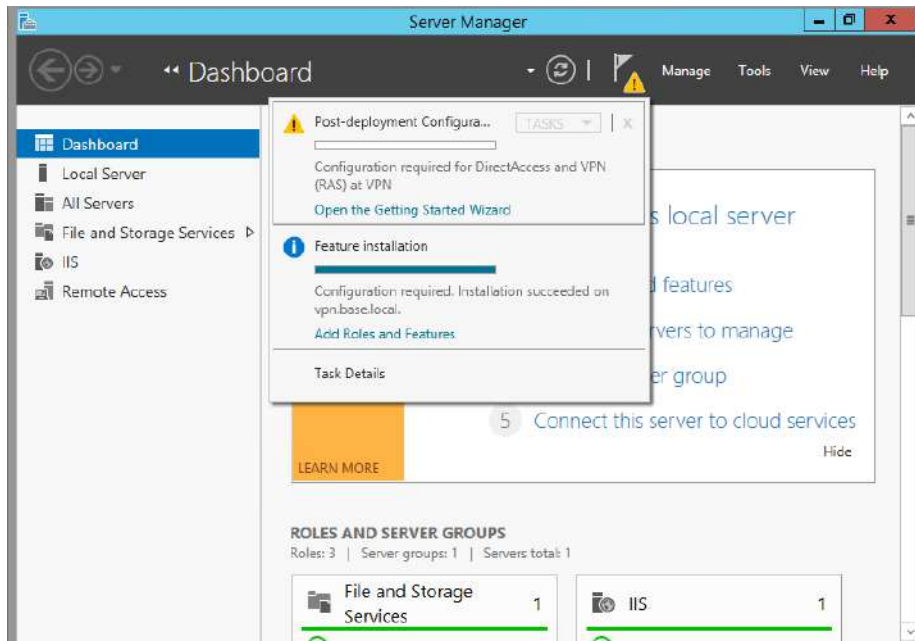 Server Manager
Dashboard
Manage Tools View Help
Dashboard
Local Server
All Servers
File and Storage Services
IIS
Remote Access
Post-deployment Configura...
TASKS
Configuration required for DirectAccess and VPN
(RAS) at VPN
Open the Getting Started Wizard
Feature installation
Configuration required. Installation succeeded on
vpn.base.local.
Add Roles and Features
Task Details
s local server
features
to manage
er group
5 Connect this server to cloud services
Hide
LEARN MORE
ROLES AND SERVER GROUPS
Roles: 3 | Server groups: 1 | Servers total: 1
File and Storage
Services
1
IIS
1